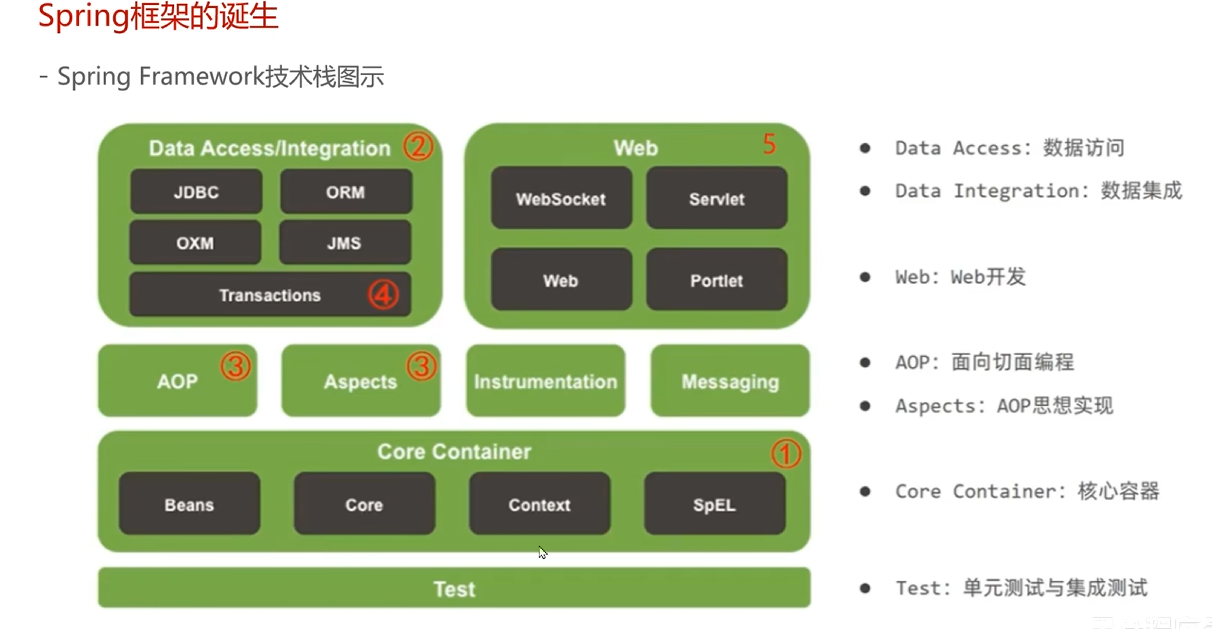 Spring框架的诞生
- Spring Framework技术栈图示
Data Access/Integration ②
JDBC ORM
OXM JMS
Transactions ④
Web 5
WebSocket Servlet
Web Portlet
AOP ③ Aspects ③ Instrumentation Messaging
Core Container ①
Beans Core Context SpEL
Test
● Data Access: 数据访问
● Data Integration: 数据集成
● Web: Web开发
● AOP: 面向切面编程
● Aspects: AOP思想实现
● Core Container: 核心容器
● Test: 单元测试与集成测试